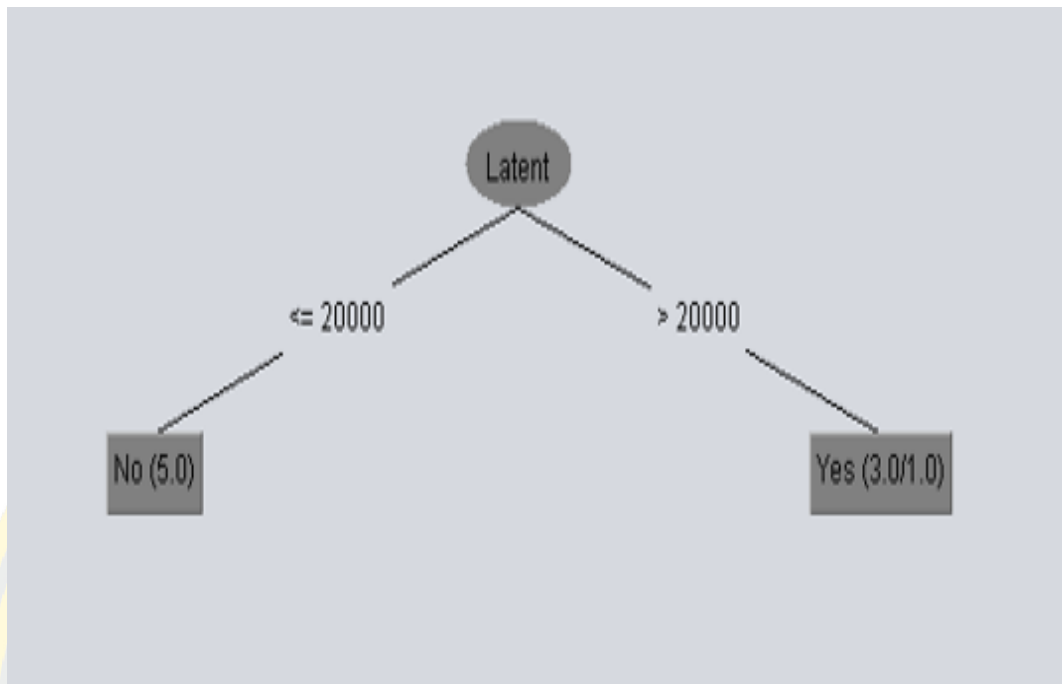 Latent
<= 20000
> 20000
No (5.0)
Yes (3.0/1.0)